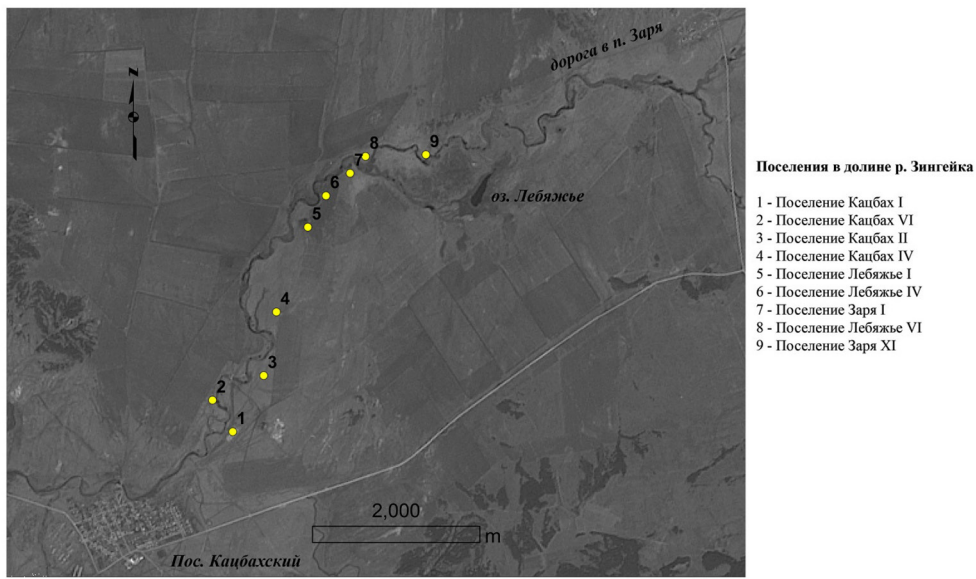 дорога в п. Заря
N
9
8
7
6
оз. Лебяжье
5
4
3
2
1
2,000
m
Пос. Кацбахский
Поселения в долине р. Зингейка
1 - Поселение Кацбах I
2 - Поселение Кацбах VI
3 - Поселение Кацбах II
4 - Поселение Кацбах IV
5 - Поселение Лебяжье I
6 - Поселение Лебяжье IV
7 - Поселение Заря I
8 - Поселение Лебяжье VI
9 - Поселение Заря XI